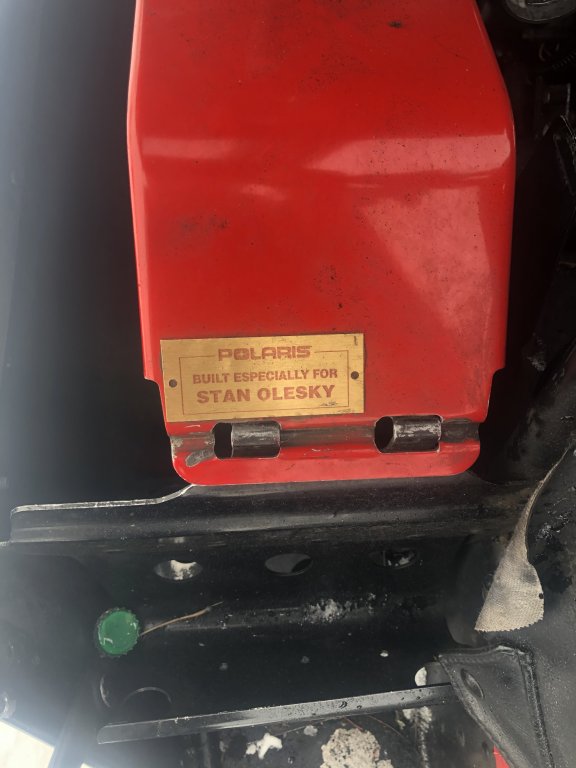 POLARIS
BUILT ESPECIALLY FOR
STAN OLESKY